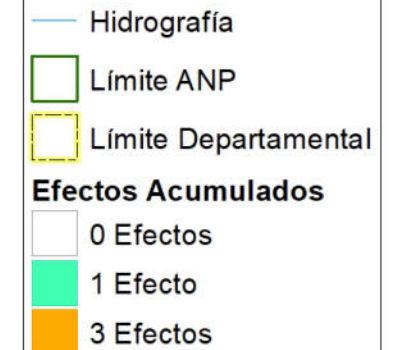 Hidrografía
Límite ANP
Límite Departamental
Efectos Acumulados
0 Efectos
1 Efecto
3 Efectos